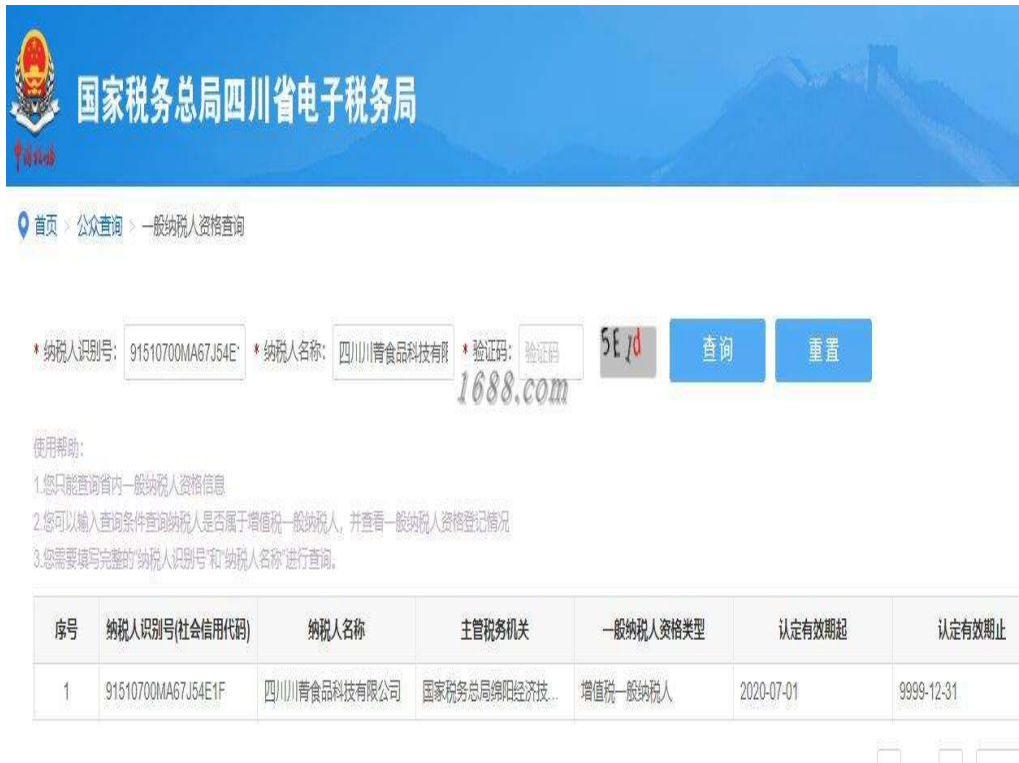 国家税务总局四川省电子税务局
中国税务
首页 > 公众查询 > 一般纳税人资格查询
* 纳税人识别号: 91510700MA67J54E1 * 纳税人名称: 四川川菁食品科技有限 * 验证码: 验证码 5E1d 查询 重置
1688.com
使用帮助:
1.您只能查询省内一般纳税人资格信息
2.您可以输入查询条件查询纳税人是否属于增值税一般纳税人，并查看一般纳税人资格登记情况
3.您需要填写完整的“纳税人识别号”和“纳税人名称”进行查询。
序号 纳税人识别号(社会信用代码) 纳税人名称 主管税务机关 一般纳税人资格类型 认定有效期起 认定有效期止
1 91510700MA67J54E1F 四川川菁食品科技有限公司 国家税务总局绵阳经济技... 增值税一般纳税人 2020-07-01 9999-12-31